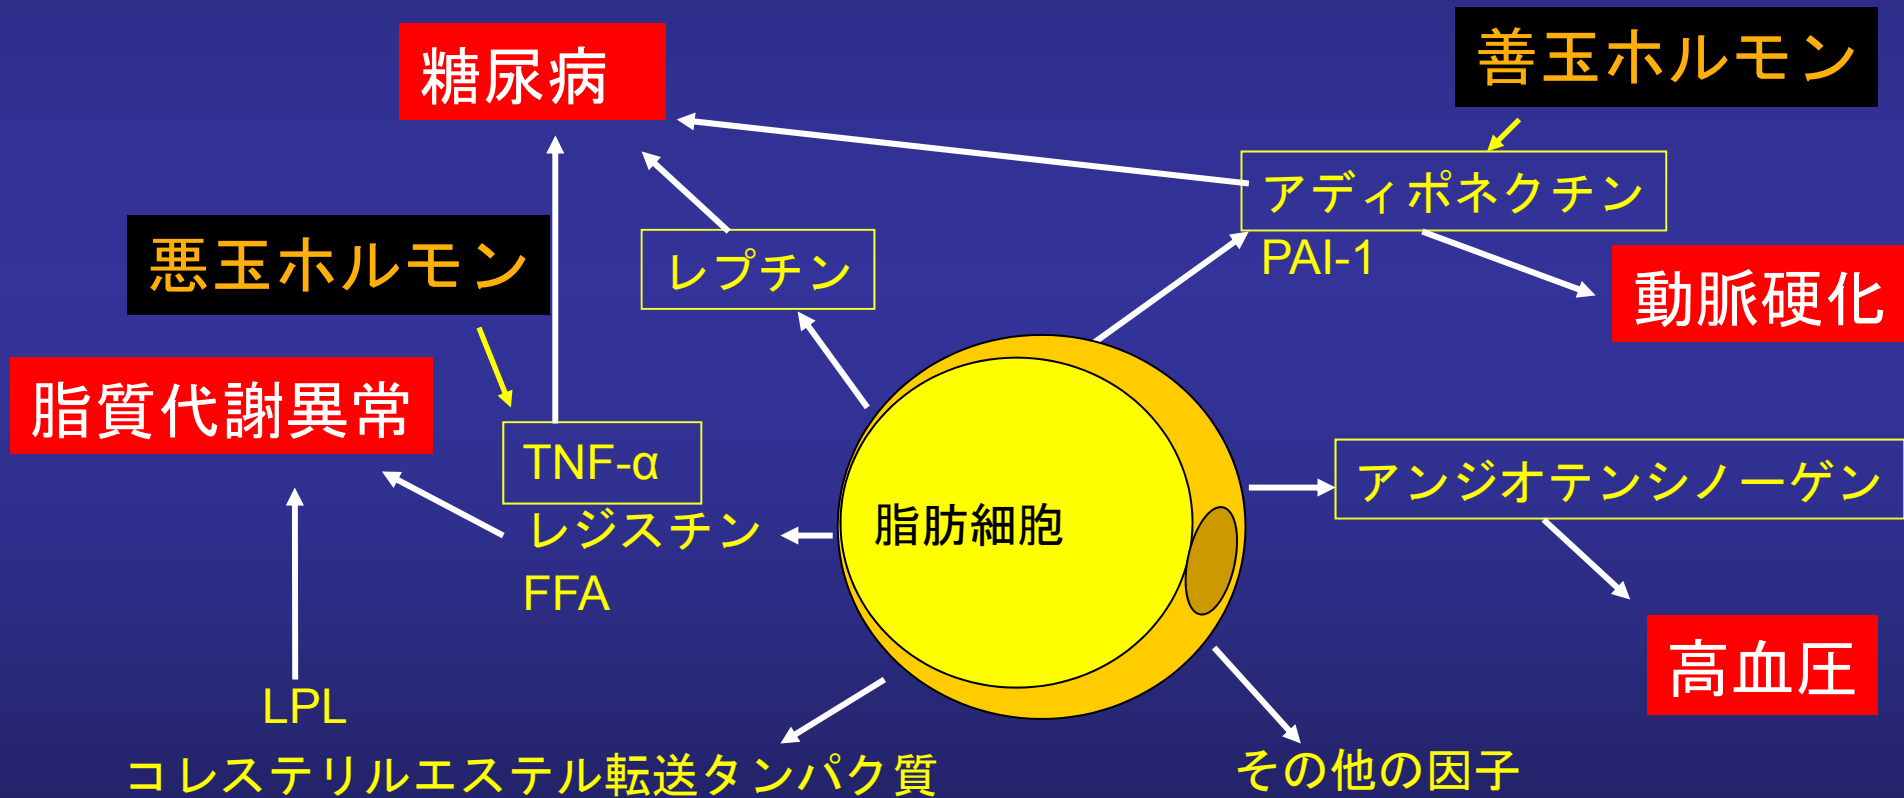 糖尿病
善玉ホルモン
アディポネクチン
PAI-1
悪玉ホルモン
レプチン
動脈硬化
脂質代謝異常
TNF-α
レジスチン
FFA
脂肪細胞
アンジオテンシノーゲン
高血圧
LPL
コレステリルエステル転送タンパク質
その他の因子